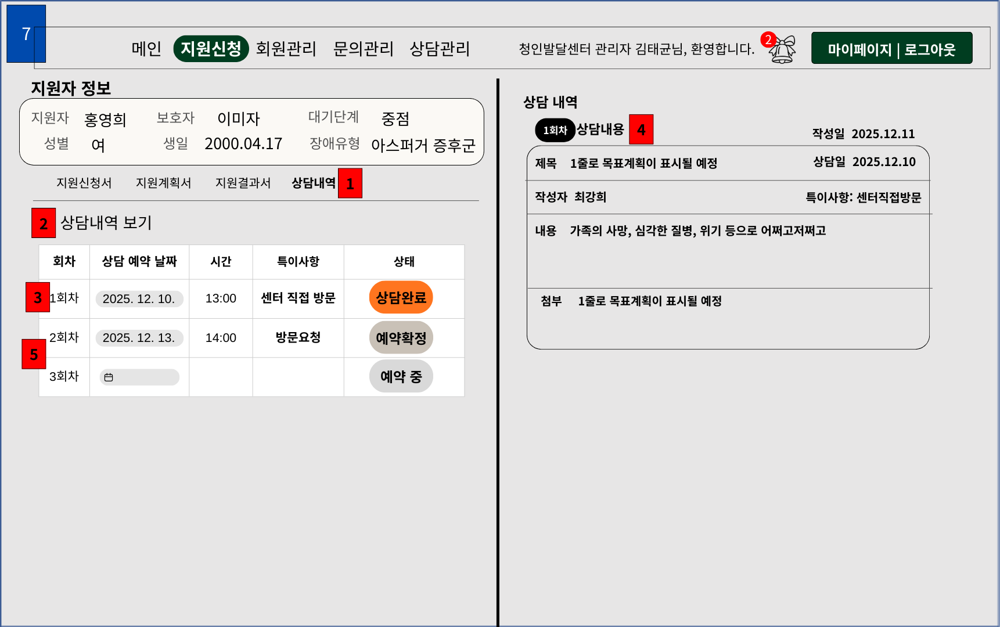 7
메인 지원신청 회원관리 문의관리 상담관리 청인발달센터 관리자 김태균님, 환영합니다. 2 마이페이지 | 로그아웃
지원자 정보
지원자 홍영희 보호자 이미자 대기단계 중점
성별 여 생일 2000.04.17 장애유형 아스퍼거 증후군
지원신청서 지원계획서 지원결과서 상담내역 1
2 상담내역 보기
회차 상담 예약 날짜 시간 특이사항 상태
3 1회차 2025. 12. 10. 13:00 센터 직접 방문 상담완료
2회차 2025. 12. 13. 14:00 방문요청 예약확정
5
3회차 예약 중
상담 내역
1회차 상담내용 4
작성일 2025.12.11
제목 1줄로 목표계획이 표시될 예정 상담일 2025.12.10
작성자 최강희 특이사항: 센터직접방문
내용 가족의 사망, 심각한 질병, 위기 등으로 어쩌고저쩌고
첨부 1줄로 목표계획이 표시될 예정